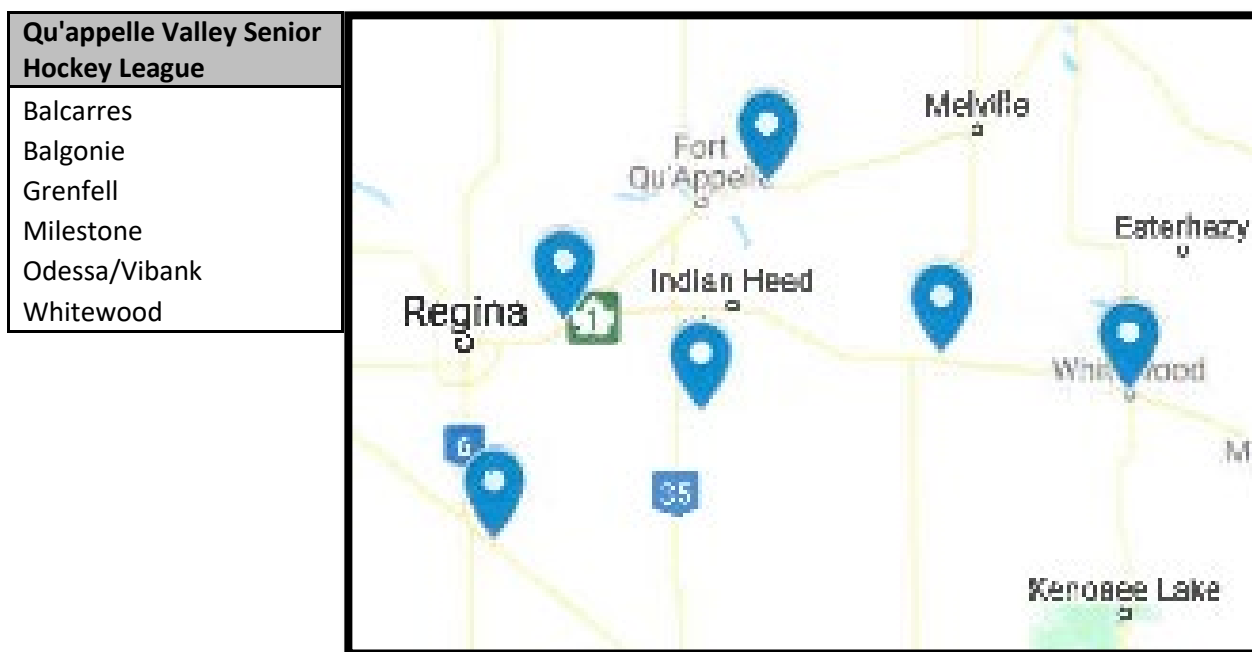 Qu'appelle Valley Senior
Hockey League
Balcarres
Balgonie
Grenfell
Milestone
Odessa/Vibank
Whitewood
Melville
Fort
Qu'Appelle
Esterhazy
Indian Head
Regina
1
Whitewood
6
M
35
Kenosee Lake